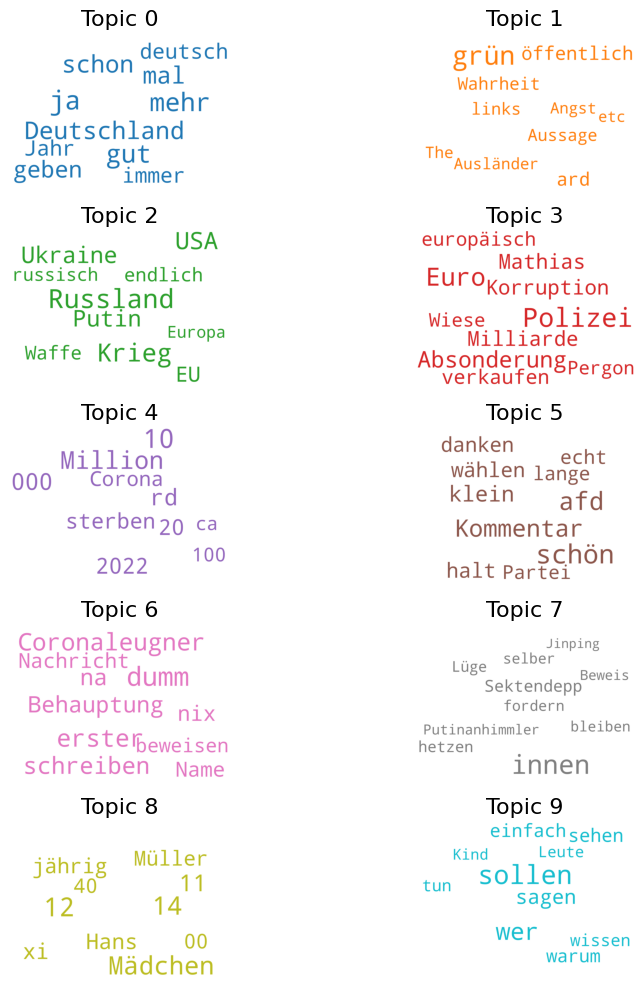 Topic 0
deutsch
schon
mal
ja
mehr
Deutschland
Jahr
gut
geben
immer
Topic 1
grün
öffentlich
Wahrheit
links
Angst
etc
Aussage
The
Ausländer
ard
Topic 2
USA
Ukraine
russisch
endlich
Russland
Putin
Europa
Waffe
Krieg
EU
Topic 3
europäisch
Mathias
Euro
Korruption
Wiese
Polizei
Milliarde
Absonderung
Pergon
verkaufen
Topic 4
10
Million
000
Corona
rd
sterben
20
ca
100
2022
Topic 5
danken
echt
wählen
lange
klein
afd
Kommentar
schön
halt
Partei
Topic 6
Coronaleugner
Nachricht
na
dumm
Behauptung
nix
erster
beweisen
schreiben
Name
Topic 7
Jinping
selber
Lüge
Beweis
Sektendepp
fordern
Putinanhimmler
bleiben
hetzen
innen
Topic 8
Müller
jährig
40
11
12
14
Hans
00
xi
Mädchen
Topic 9
einfach
sehen
Kind
Leute
sollen
tun
sagen
wer
wissen
warum